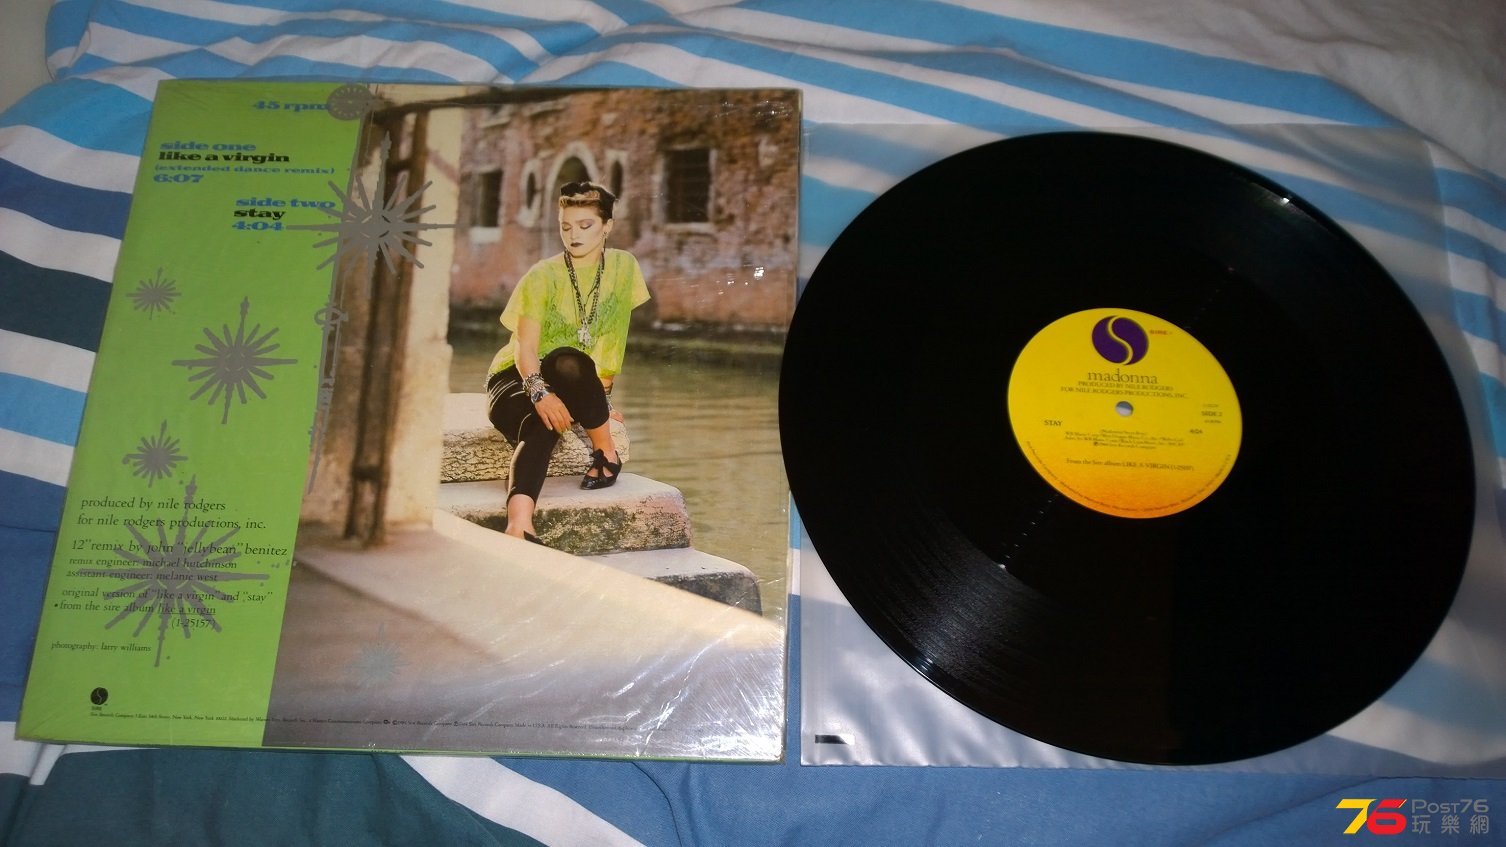 45 rpm
side one
like a virgin
(extended dance remix)
6:07
side two
stay
4:04
produced by nile rodgers
for nile rodgers productions, inc.
12" remix by john "jellybean" benitez
remix engineer: michael hutchinson
assistant engineer: melanie west
original version of "like a virgin" and "stay"
• from the sire album like a virgin
(1-25157)
photography: larry williams
SIRE
madonna
PRODUCED BY NILE RODGERS
FOR NILE RODGERS PRODUCTIONS, INC.
SIDE 2
STAY
4:04
From the Sire album LIKE A VIRGIN (1-25157)
76 POST76
玩樂網